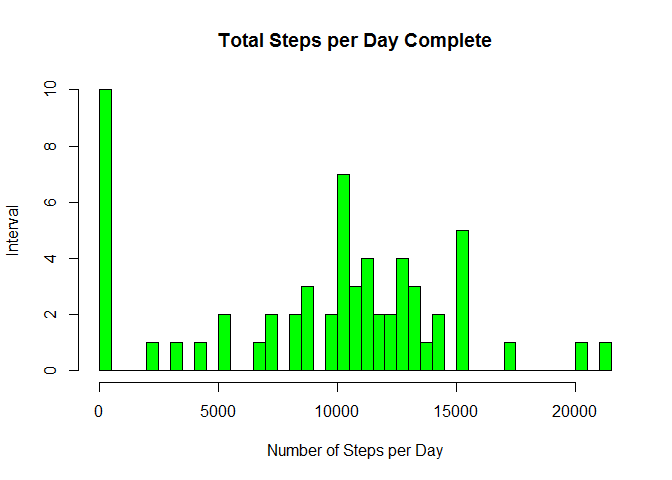 Total Steps per Day Complete
Interval
10
8
6
4
2
0
0 5000 10000 15000 20000
Number of Steps per Day